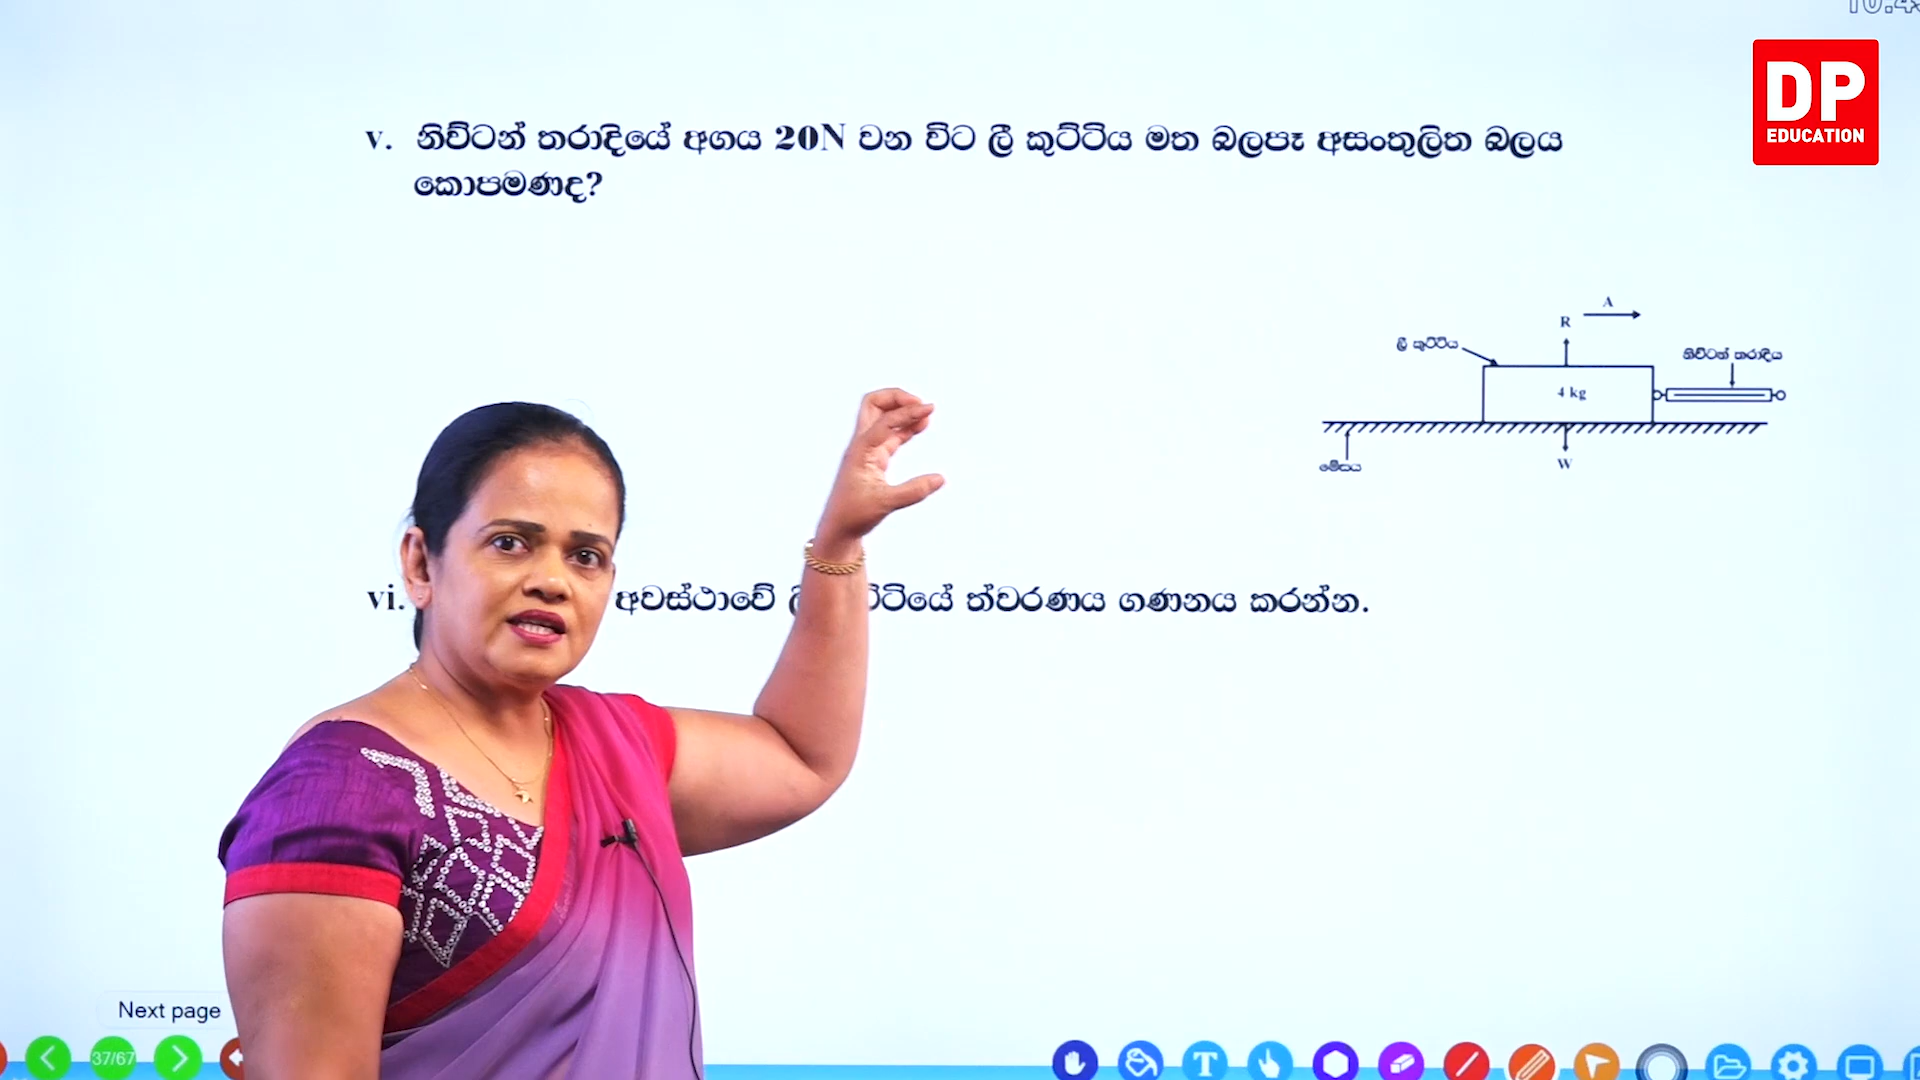 DP
EDUCATION
v. නිව්ටන් තරාදියේ අගය 20N වන විට ලී කුට්ටිය මත බලපෑ අසංතුලිත බලය
කොපමණද?
A
R
ලී කුට්ටිය
නිව්ටන් තරාදිය
4 kg
මේසය
W
vi. අවස්ථාවේ ත්වරණය ගණනය කරන්න.
Next page
37/67
T